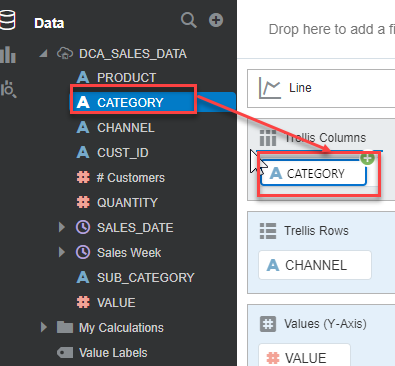 Data
DCA_SALES_DATA
PRODUCT
CATEGORY
CHANNEL
CUST_ID
# Customers
QUANTITY
SALES_DATE
Sales Week
SUB_CATEGORY
VALUE
My Calculations
Value Labels
Drop here to add a fi
Line
Trellis Columns
CATEGORY
Trellis Rows
CHANNEL
Values (Y-Axis)
VALUE